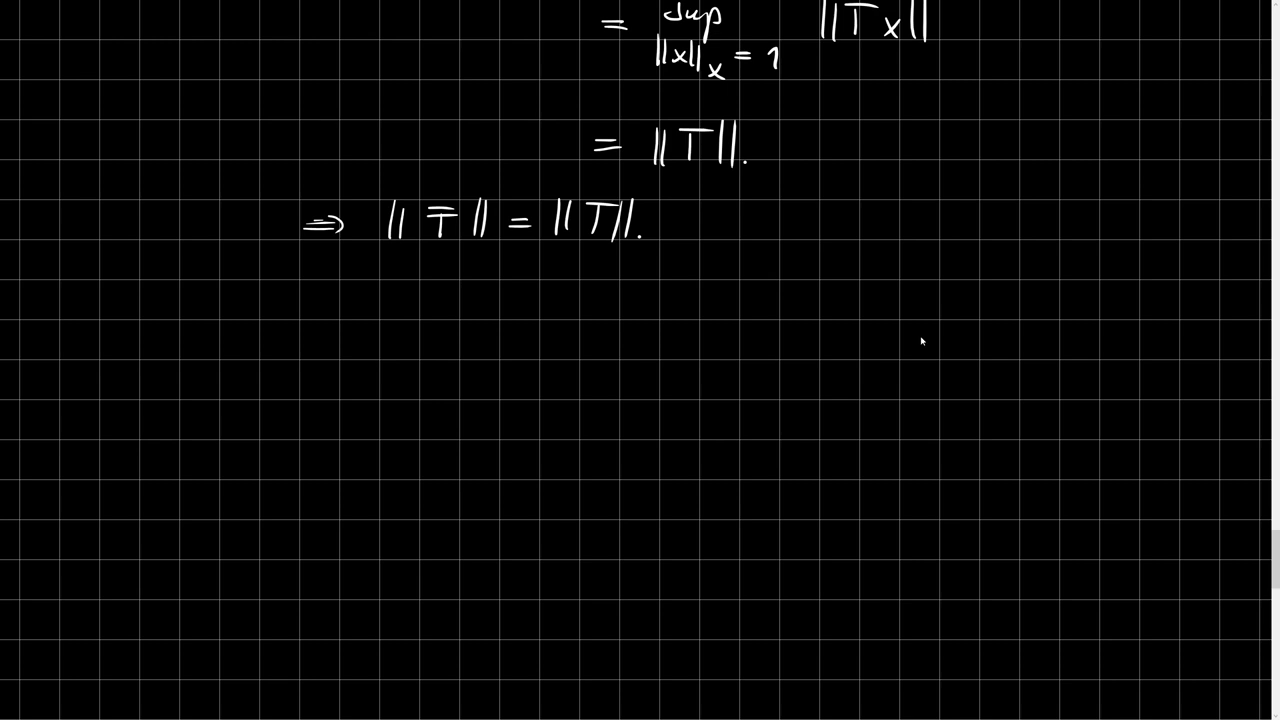 = sup ||Tx||
||x||_X = 1
= ||T||.
⇒ ||T̅|| = ||T||.